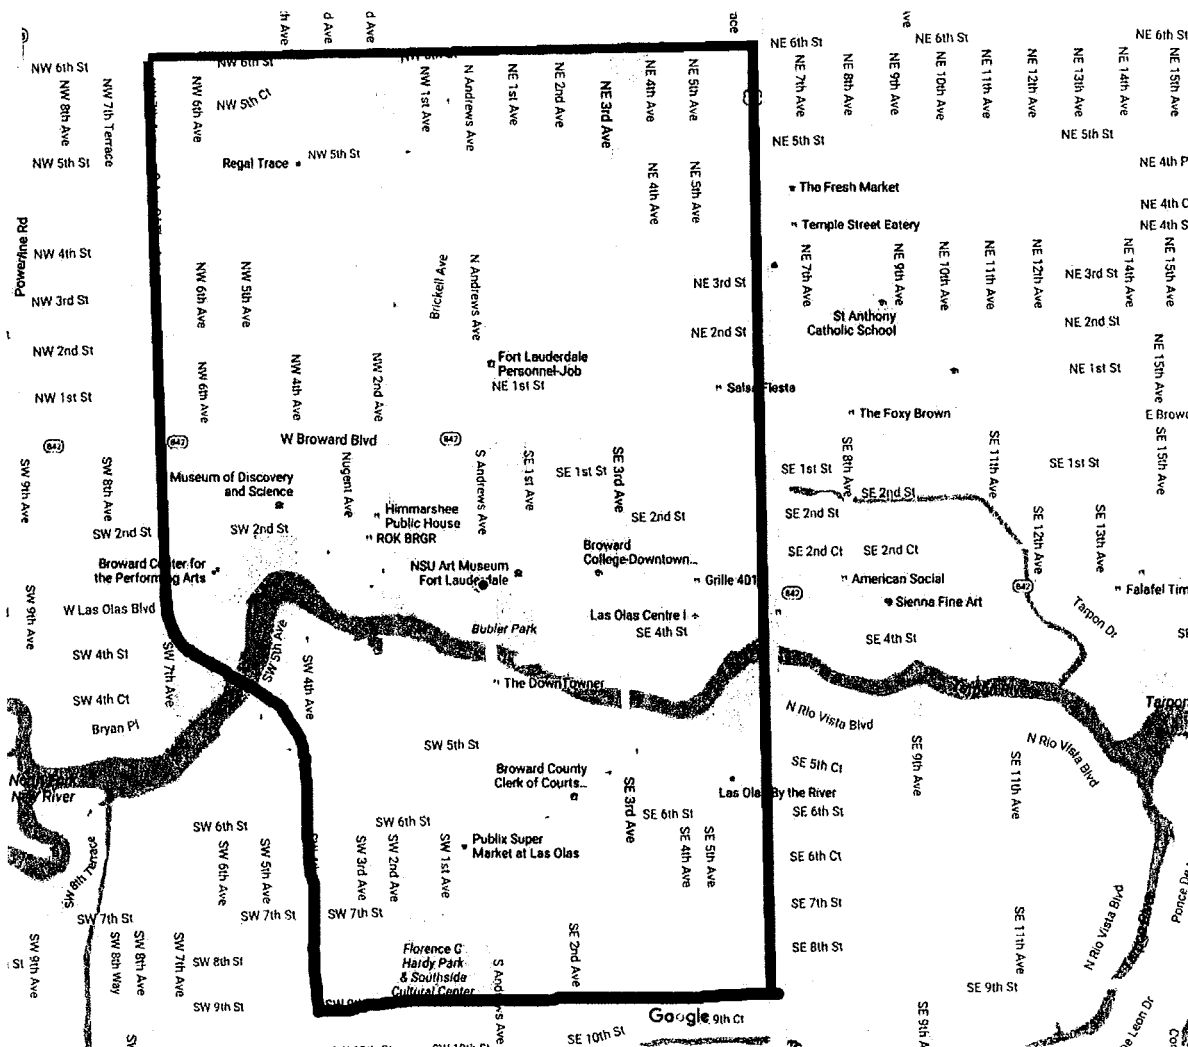 NE 6th St
NE 6th St
NE 6th St
NW 6th St
NW 6th St
NW 8th Ave
NW 7th Terrace
NW 6th Ave
NW 5th Ct
NW 1st Ave
N Andrews Ave
NE 1st Ave
NE 2nd Ave
NE 3rd Ave
NE 4th Ave
NE 5th Ave
NE 7th Ave
NE 8th Ave
NE 9th Ave
NE 10th Ave
NE 11th Ave
NE 12th Ave
NE 13th Ave
NE 14th Ave
NE 15th Ave
NE 5th St
NE 5th St
NW 5th St
Regal Trace
NW 5th St
NE 4th Ave
NE 5th Ave
The Fresh Market
NE 4th P
NE 4th C
NE 4th S
Temple Street Eatery
Powerline Rd
NW 4th St
NW 3rd St
NW 6th Ave
NW 5th Ave
Brickell Ave
N Andrews Ave
NE 3rd St
NE 7th Ave
NE 9th Ave
NE 10th Ave
NE 11th Ave
NE 12th Ave
NE 3rd St
NE 14th Ave
NE 15th Ave
St Anthony
Catholic School
NE 2nd St
NE 2nd St
NW 2nd St
NW 6th Ave
NW 4th Ave
NW 2nd Ave
Fort Lauderdale
Personnel-Job
NE 1st St
NE 1st St
NE 15th Ave
Salsa Fiesta
NW 1st St
The Foxy Brown
E Brow
842
842
W Broward Blvd
842
SW 9th Ave
SW 8th Ave
Museum of Discovery
and Science
Nugent Ave
S Andrews Ave
SE 1st Ave
SE 1st St
SE 3rd Ave
SE 1st St
SE 8th Ave
SE 11th Ave
SE 1st St
SE 15th Ave
SE 2nd St
Himmarshee
Public House
SE 2nd St
SE 2nd St
SW 2nd St
SW 2nd St
ROK BRGR
SE 12th Ave
SE 13th Ave
Broward
College-Downtown...
SE 2nd Ct
SE 2nd Ct
Broward Center for
the Performing Arts
NSU Art Museum
Fort Lauderdale
Grille 401
American Social
842
842
Falafel Tim
Sienna Fine Art
SW 9th Ave
W Las Olas Blvd
Las Olas Centre I
SE 4th St
Bubier Park
SE 4th St
Tarpon Dr
SW 4th St
SW 7th Ave
SW 5th Ave
SW 4th Ave
The DownTowner
Tarpon River
Tarpon
SW 4th Ct
Bryan Pl
N Rio Vista Blvd
N Rio Vista Blvd
SW 5th St
SE 9th Ave
SE 11th Ave
SE 5th Ct
Broward County
Clerk of Courts...
Las Olas By the River
New River
SE 3rd Ave
SE 6th St
SE 6th St
SW 6th St
SW 6th St
SW 8th Terrace
SW 6th Ave
SW 5th Ave
SW 3rd Ave
SW 2nd Ave
SW 1st Ave
Publix Super
Market at Las Olas
SE 4th Ave
SE 5th Ave
SE 6th Ct
SW 7th St
SW 7th St
SW 7th St
SE 7th St
SW 9th Ave
SW 8th Way
SW 8th Ave
SW 7th Ave
SW 8th St
Florence C
Hardy Park
& Southside
Cultural Center
S Andrews Ave
SE 2nd Ave
SE 8th St
SE 11th Ave
N Rio Vista Blvd
SE 9th St
SW 9th St
Google
9th Ct
SE 10th St
SE 9th A